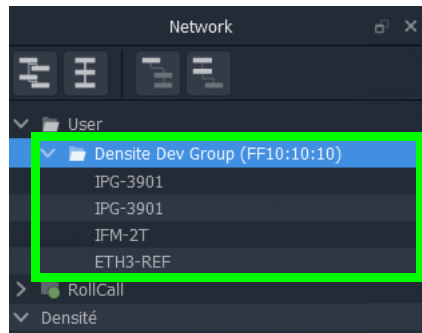 Network
User
Densite Dev Group (FF10:10:10)
IPG-3901
IPG-3901
IFM-2T
ETH3-REF
RollCall
Densité